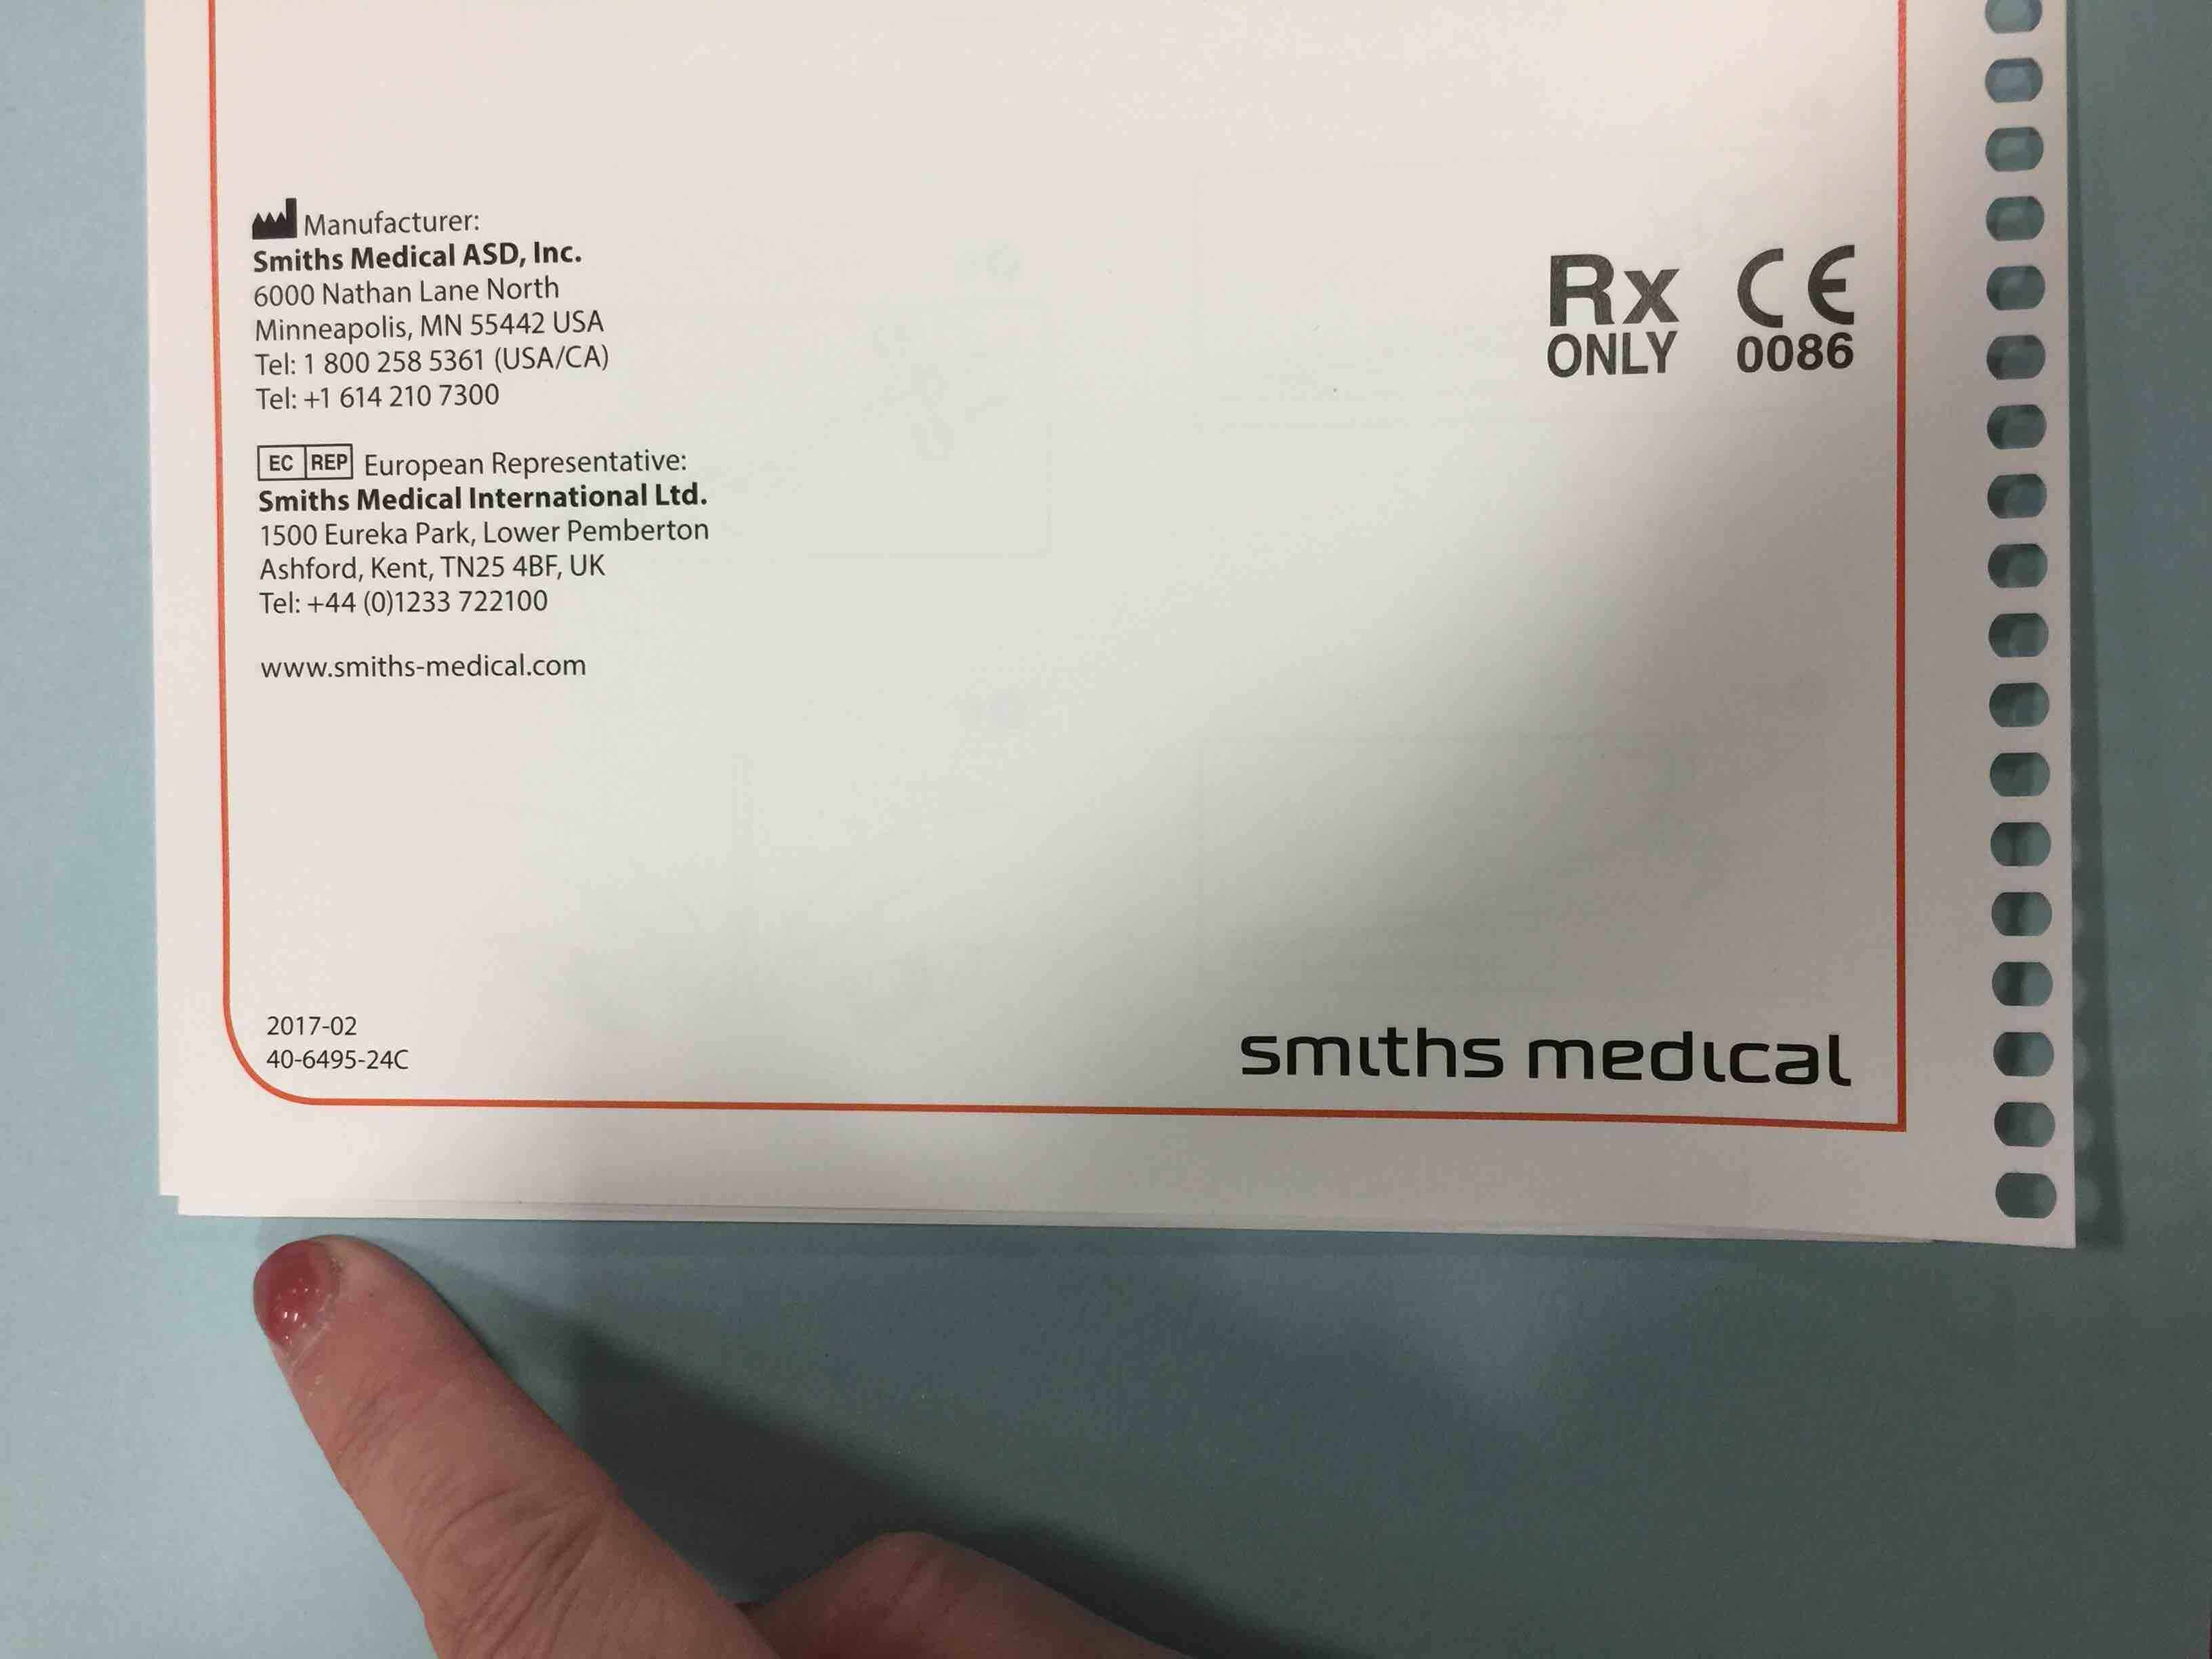 Manufacturer:
Smiths Medical ASD, Inc.
6000 Nathan Lane North
Minneapolis, MN 55442 USA
Tel: 1 800 258 5361 (USA/CA)
Tel: +1 614 210 7300
EC REP European Representative:
Smiths Medical International Ltd.
1500 Eureka Park, Lower Pemberton
Ashford, Kent, TN25 4BF, UK
Tel: +44 (0)1233 722100
www.smiths-medical.com
Rx
ONLY
CE
0086
2017-02
40-6495-24C
smiths medical